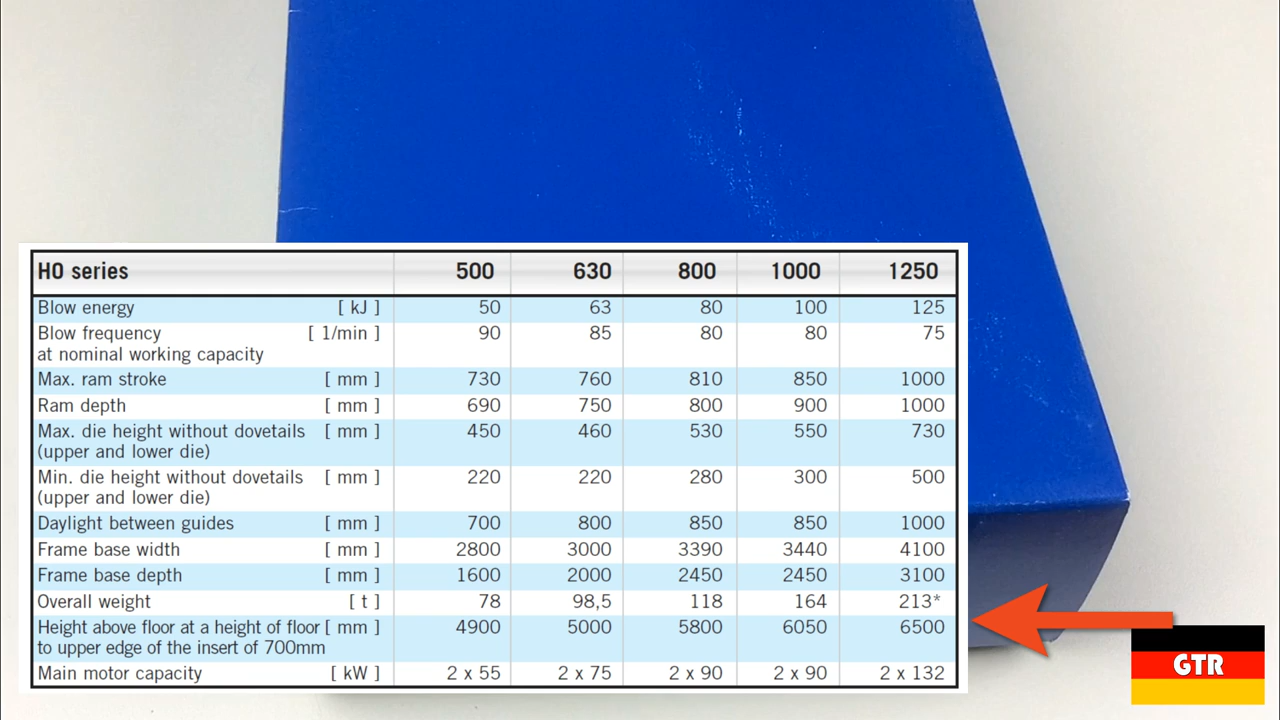 HO series 500 630 800 1000 1250
Blow energy [ kJ ] 50 63 80 100 125
Blow frequency [ 1/min ] 90 85 80 80 75
at nominal working capacity
Max. ram stroke [ mm ] 730 760 810 850 1000
Ram depth [ mm ] 690 750 800 900 1000
Max. die height without dovetails [ mm ] 450 460 530 550 730
(upper and lower die)
Min. die height without dovetails [ mm ] 220 220 280 300 500
(upper and lower die)
Daylight between guides [ mm ] 700 800 850 850 1000
Frame base width [ mm ] 2800 3000 3390 3440 4100
Frame base depth [ mm ] 1600 2000 2450 2450 3100
Overall weight [ t ] 78 98,5 118 164 213*
Height above floor at a height of floor [ mm ] 4900 5000 5800 6050 6500
to upper edge of the insert of 700mm
Main motor capacity [ kW ] 2 x 55 2 x 75 2 x 90 2 x 90 2 x 132
GTR